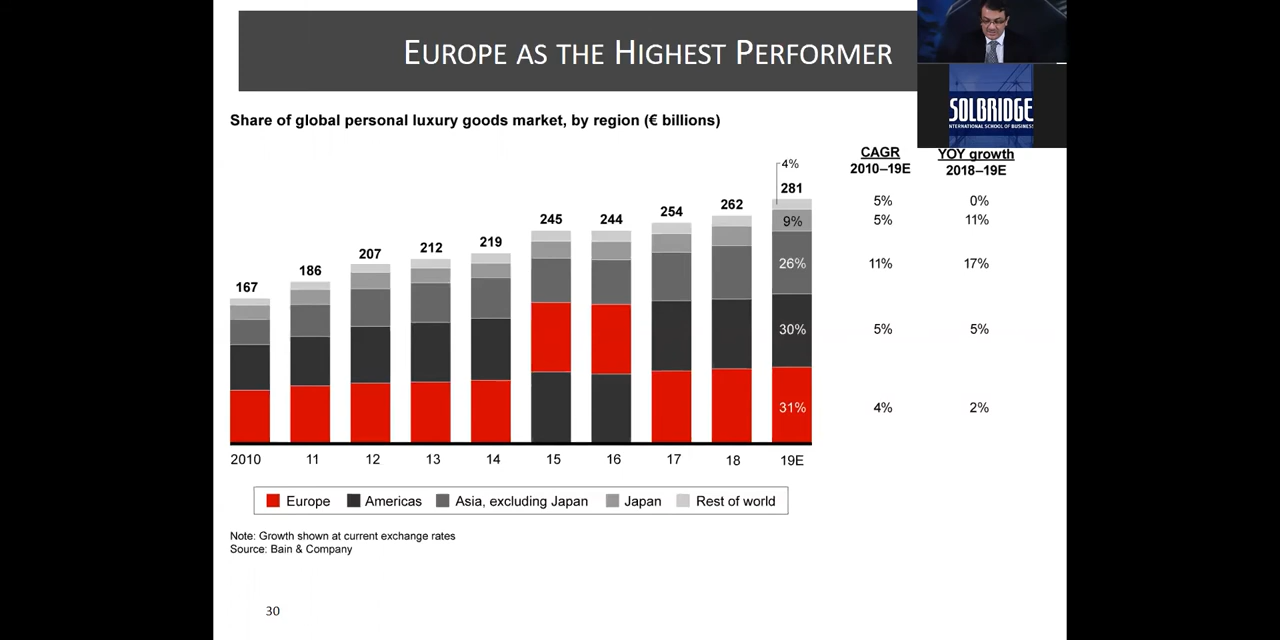 EUROPE AS THE HIGHEST PERFORMER
SOLBRIDGE
INTERNATIONAL SCHOOL OF BUSINESS
Share of global personal luxury goods market, by region (€ billions)
CAGR
2010–19E
YOY growth
2018–19E
4%
281
262
254
244
245
219
212
207
186
167
5% 0%
9% 5% 11%
26% 11% 17%
30% 5% 5%
31% 4% 2%
2010 11 12 13 14 15 16 17 18 19E
Europe Americas Asia, excluding Japan Japan Rest of world
Note: Growth shown at current exchange rates
Source: Bain & Company
30